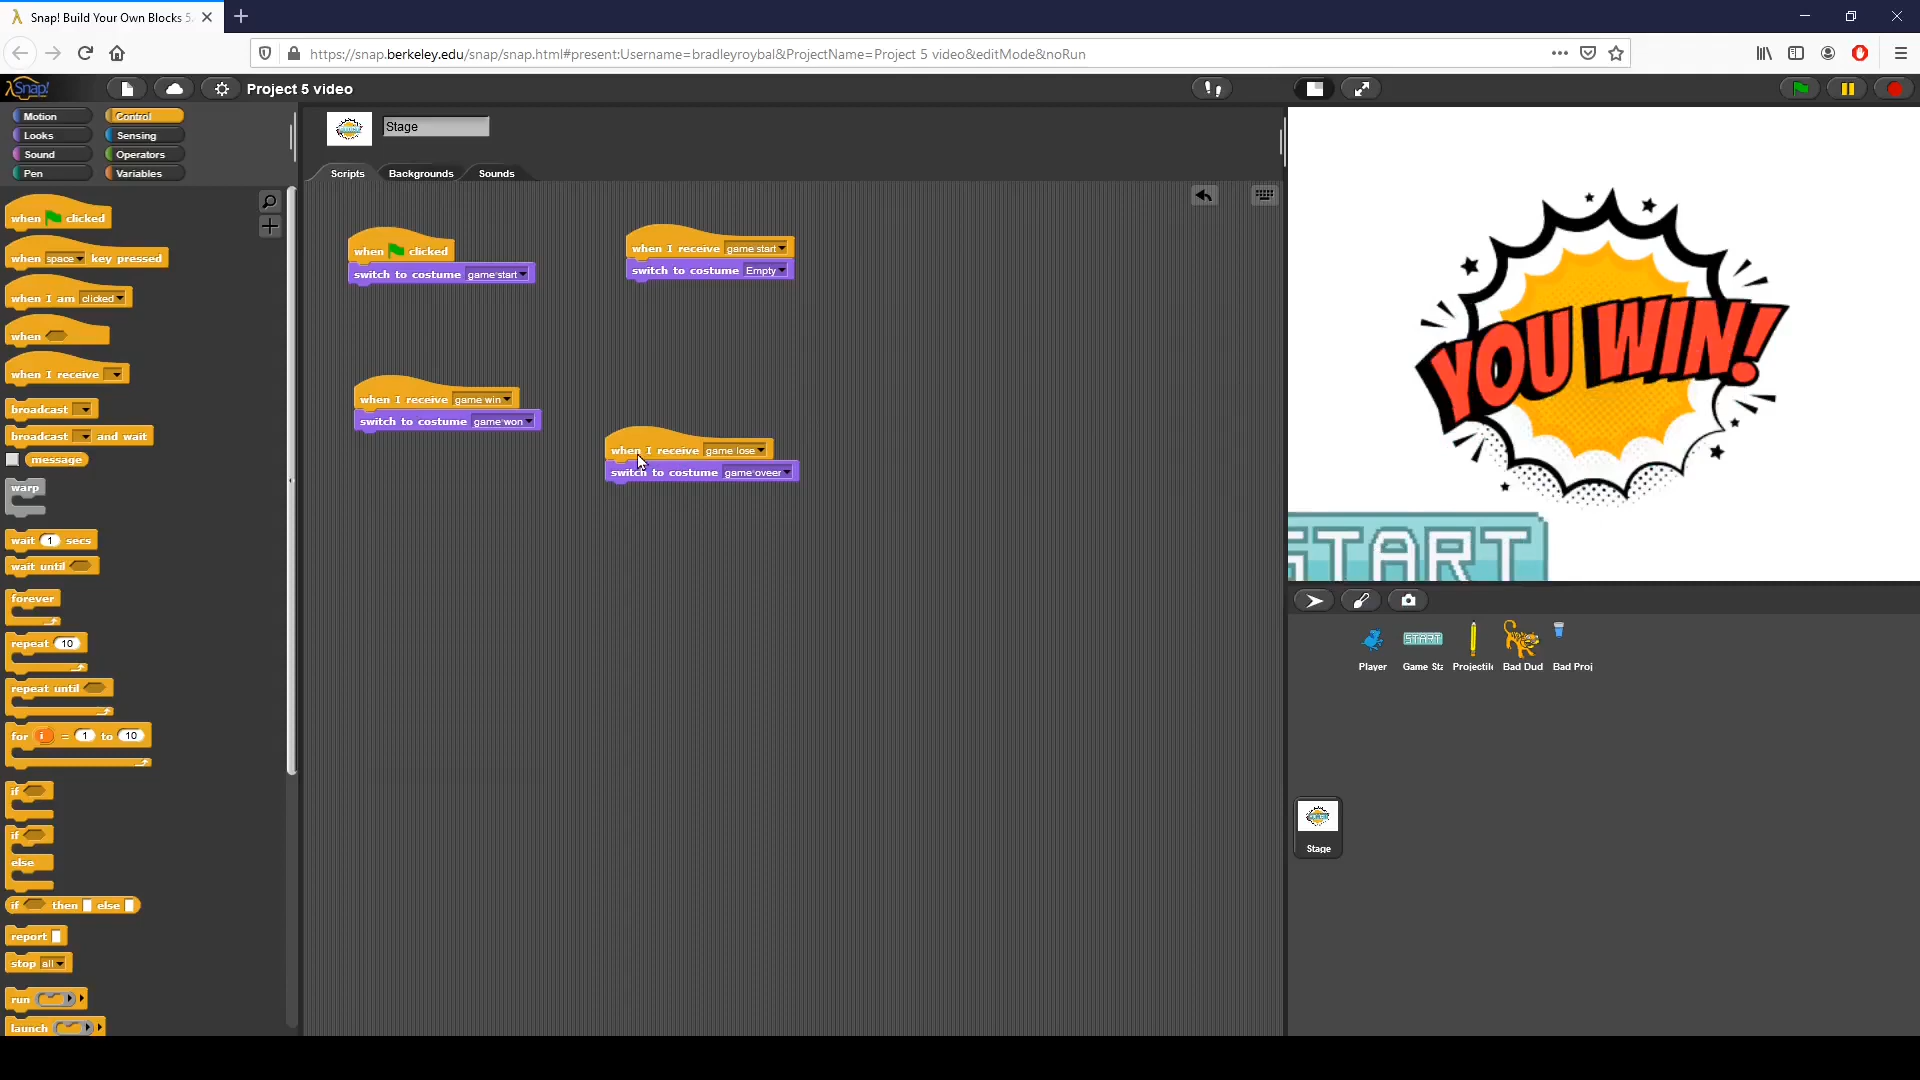 Snap! Build Your Own Blocks 5.
https://snap.berkeley.edu/snap/snap.html#present:Username=bradleyroybal&ProjectName=Project 5 video&editMode&noRun
Snap!
Project 5 video
Motion
Control
Looks
Sensing
Sound
Operators
Pen
Variables
Stage
Scripts
Backgrounds
Sounds
when clicked
when space key pressed
when I am clicked
when
when I receive
broadcast
broadcast and wait
message
warp
wait 1 secs
wait until
forever
repeat 10
repeat until
for i = 1 to 10
if
if
else
if then else
report
stop all
run
launch
when clicked
switch to costume game start
when I receive game start
switch to costume Empty
when I receive game win
switch to costume game won
when I receive game lose
switch to costume game oveer
YOU WIN!
START
Player
START
Game Sta
Projectile
Bad Dud
Bad Proj
Stage